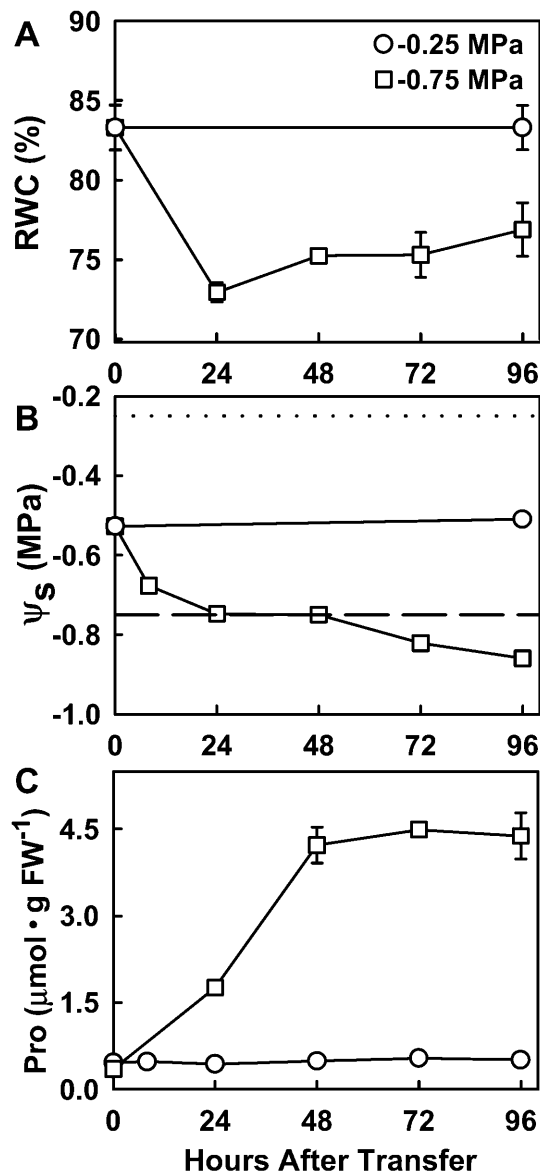 A
-0.25 MPa
-0.75 MPa
RWC (%)
90
85
80
75
70
0 24 48 72 96
B
ψs (MPa)
-0.2
-0.4
-0.6
-0.8
-1.0
0 24 48 72 96
C
Pro (μmol • g FW-1)
4.5
3.0
1.5
0.0
0 24 48 72 96
Hours After Transfer